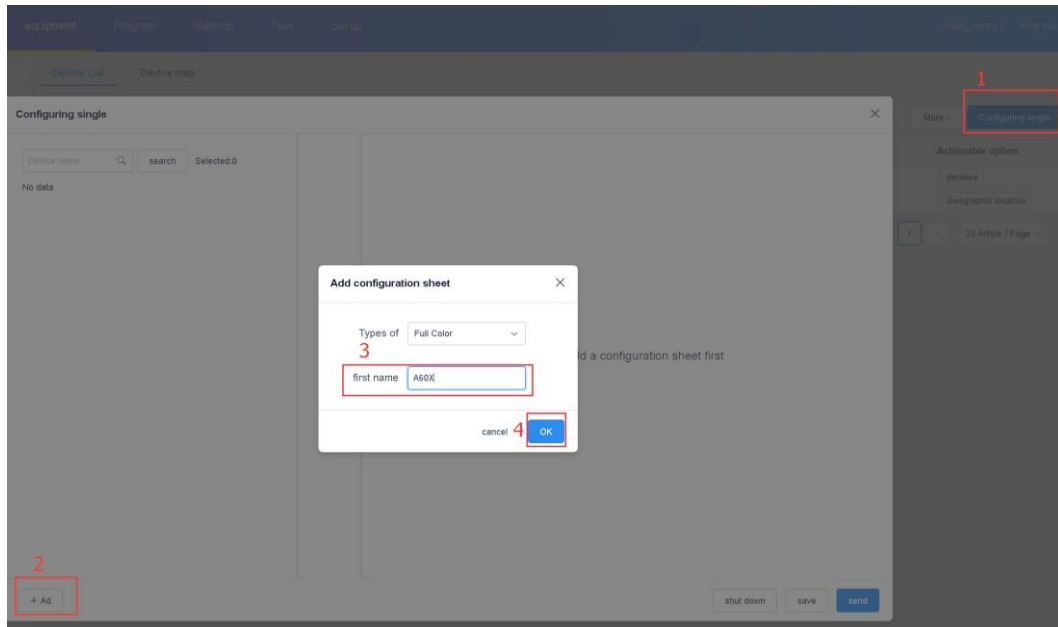 equipment Program Material Task Set up
Device List Device map
1
Configuring single
More
Configuring single
Device name search Selected:0
No data
Actionable option
detailed
Geographic location
1
25 Article / Page
Add configuration sheet
Types of Full Color
3
first name A60X
cancel 4 OK
d a configuration sheet first
2
+ Ad
shut down save send